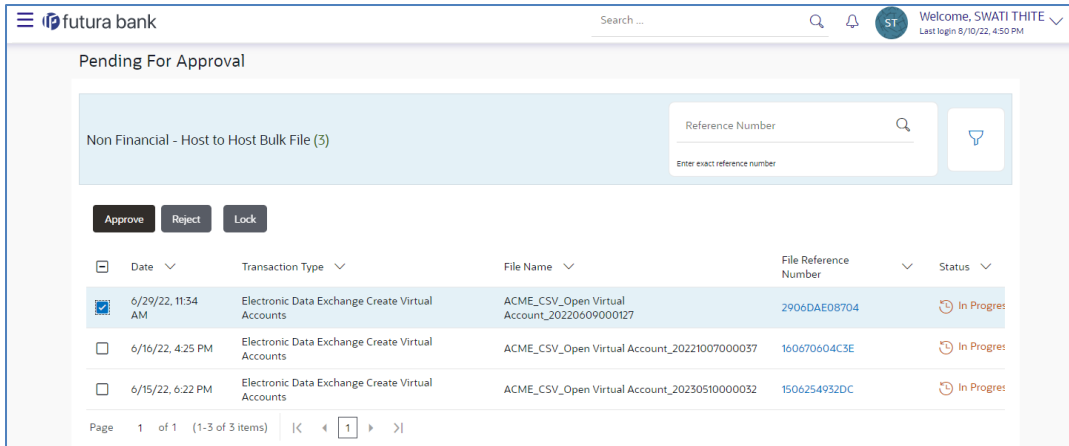 futura bank
Search ...
ST
Welcome, SWATI THITE
Last login 8/10/22, 4:50 PM
Pending For Approval
Non Financial - Host to Host Bulk File (3)
Reference Number
Enter exact reference number
Approve Reject Lock
Date Transaction Type File Name File Reference Number Status
6/29/22, 11:34 AM Electronic Data Exchange Create Virtual Accounts ACME_CSV_Open Virtual Account_20220609000127 2906DAE08704 In Progres
6/16/22, 4:25 PM Electronic Data Exchange Create Virtual Accounts ACME_CSV_Open Virtual Account_20221007000037 160670604C3E In Progres
6/15/22, 6:22 PM Electronic Data Exchange Create Virtual Accounts ACME_CSV_Open Virtual Account_20230510000032 1506254932DC In Progres
Page 1 of 1 (1-3 of 3 items) 1